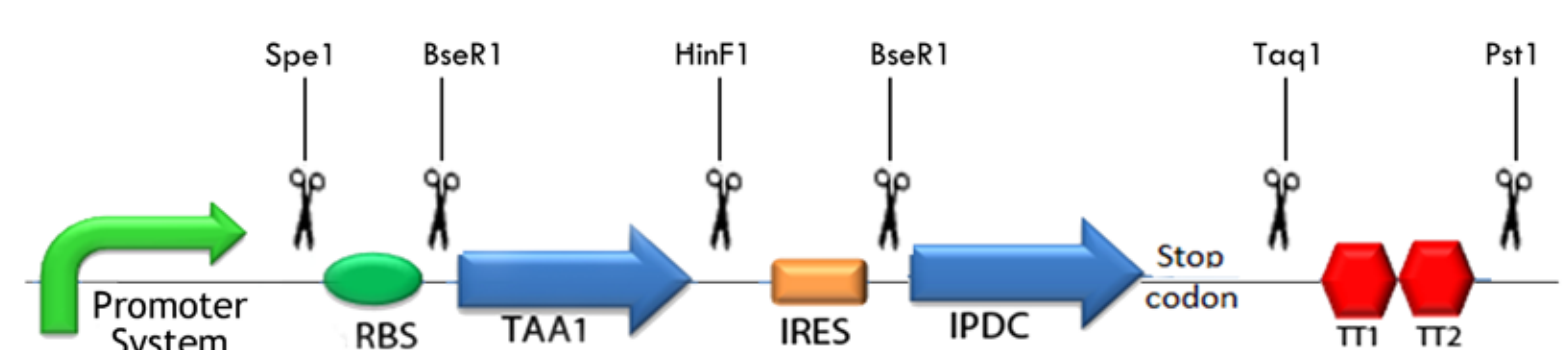 Spe1 BseR1 HinF1 BseR1 Taq1 Pst1
Promoter
System
RBS
TAA1
IRES
IPDC
Stop
codon
TT1 TT2